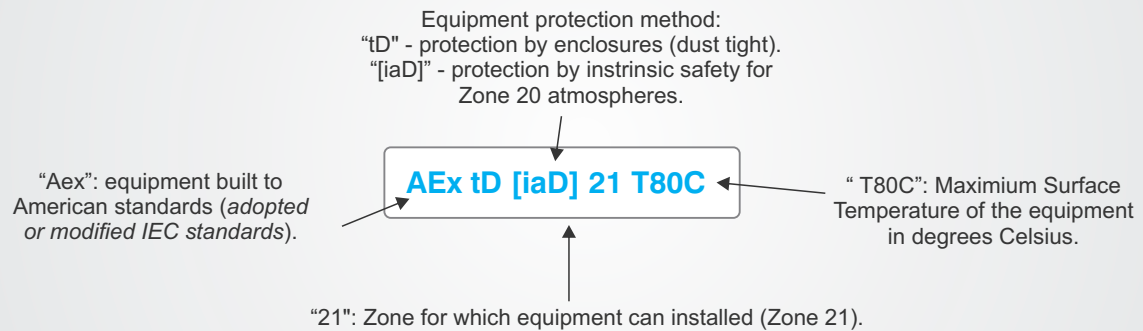 Equipment protection method:
“tD" - protection by enclosures (dust tight).
“[iaD]” - protection by instrinsic safety for
Zone 20 atmospheres.
AEx tD [iaD] 21 T80C
“Aex”: equipment built to
American standards (adopted
or modified IEC standards).
“ T80C”: Maximium Surface
Temperature of the equipment
in degrees Celsius.
“21": Zone for which equipment can installed (Zone 21).